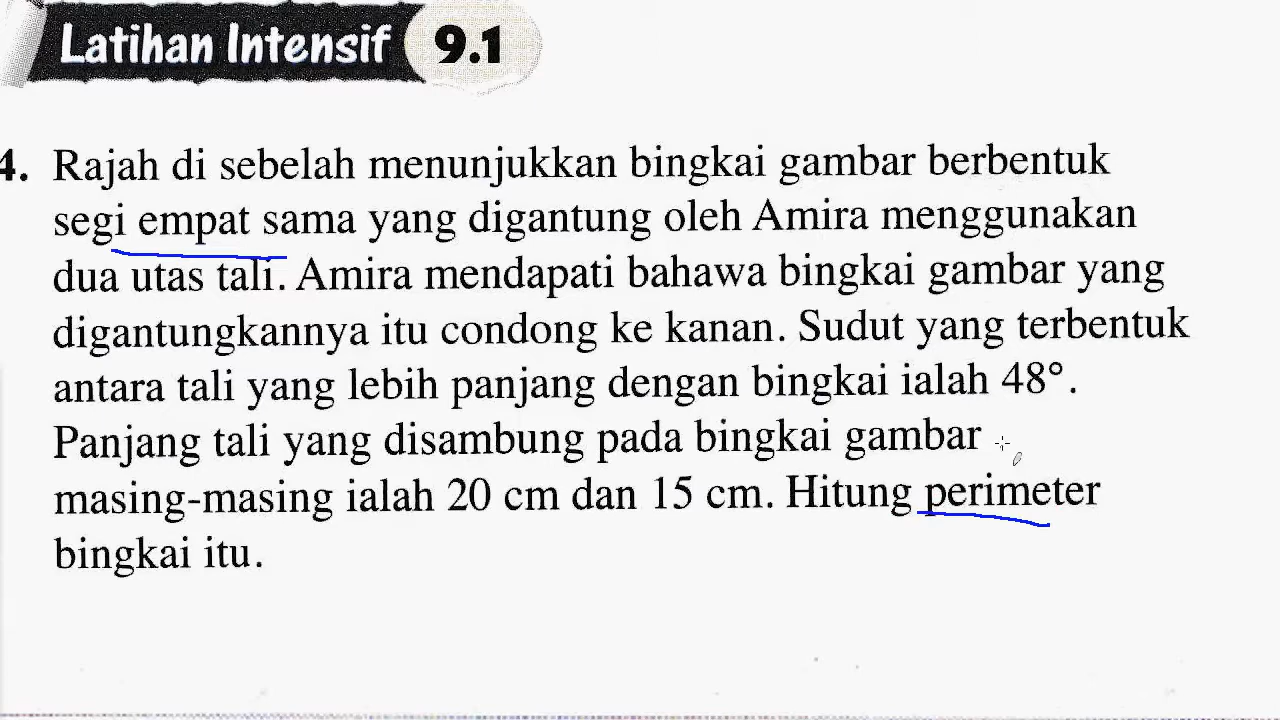 Latihan Intensif 9.1
4. Rajah di sebelah menunjukkan bingkai gambar berbentuk
segi empat sama yang digantung oleh Amira menggunakan
dua utas tali. Amira mendapati bahawa bingkai gambar yang
digantungkannya itu condong ke kanan. Sudut yang terbentuk
antara tali yang lebih panjang dengan bingkai ialah 48°.
Panjang tali yang disambung pada bingkai gambar
masing-masing ialah 20 cm dan 15 cm. Hitung perimeter
bingkai itu.